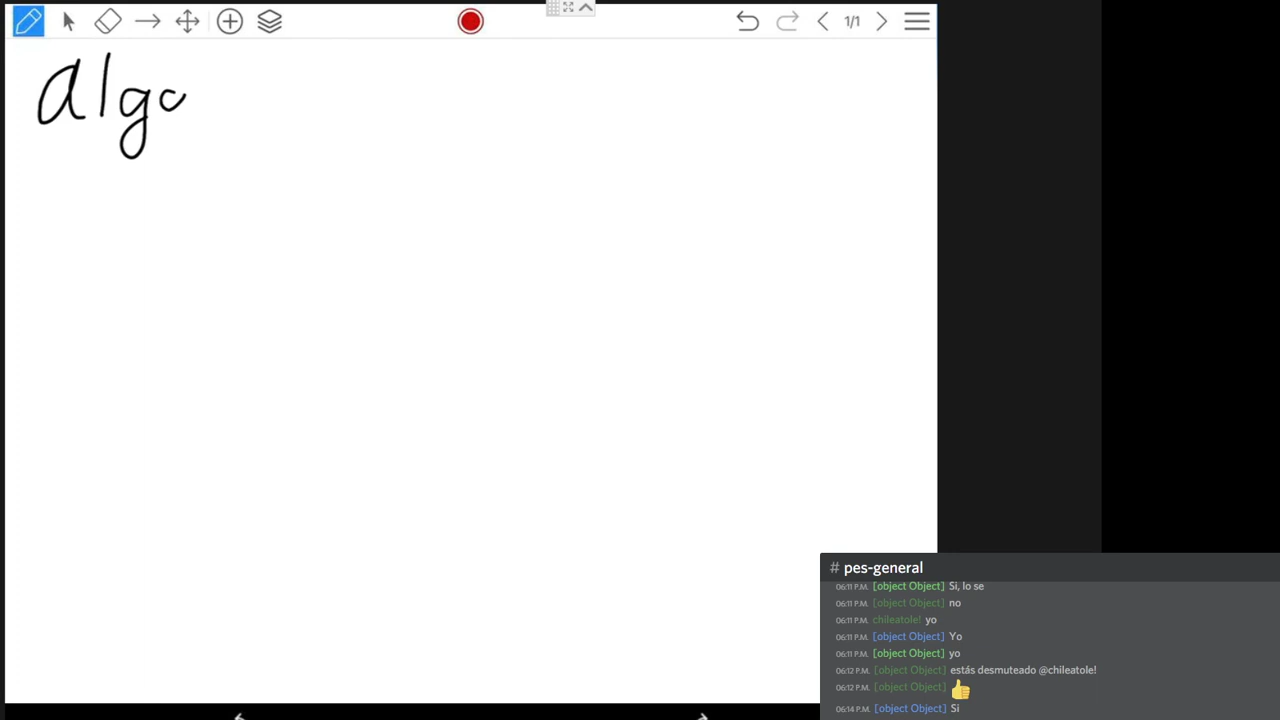 1/1
Algo
# pes-general
06:11 P.M. [object Object] Si, lo se
06:11 P.M. [object Object] no
06:11 P.M. chileatole! yo
06:11 P.M. [object Object] Yo
06:11 P.M. [object Object] yo
06:12 P.M. [object Object] estás desmuteado @chileatole!
06:12 P.M. [object Object] 👍
06:14 P.M. [object Object] Si